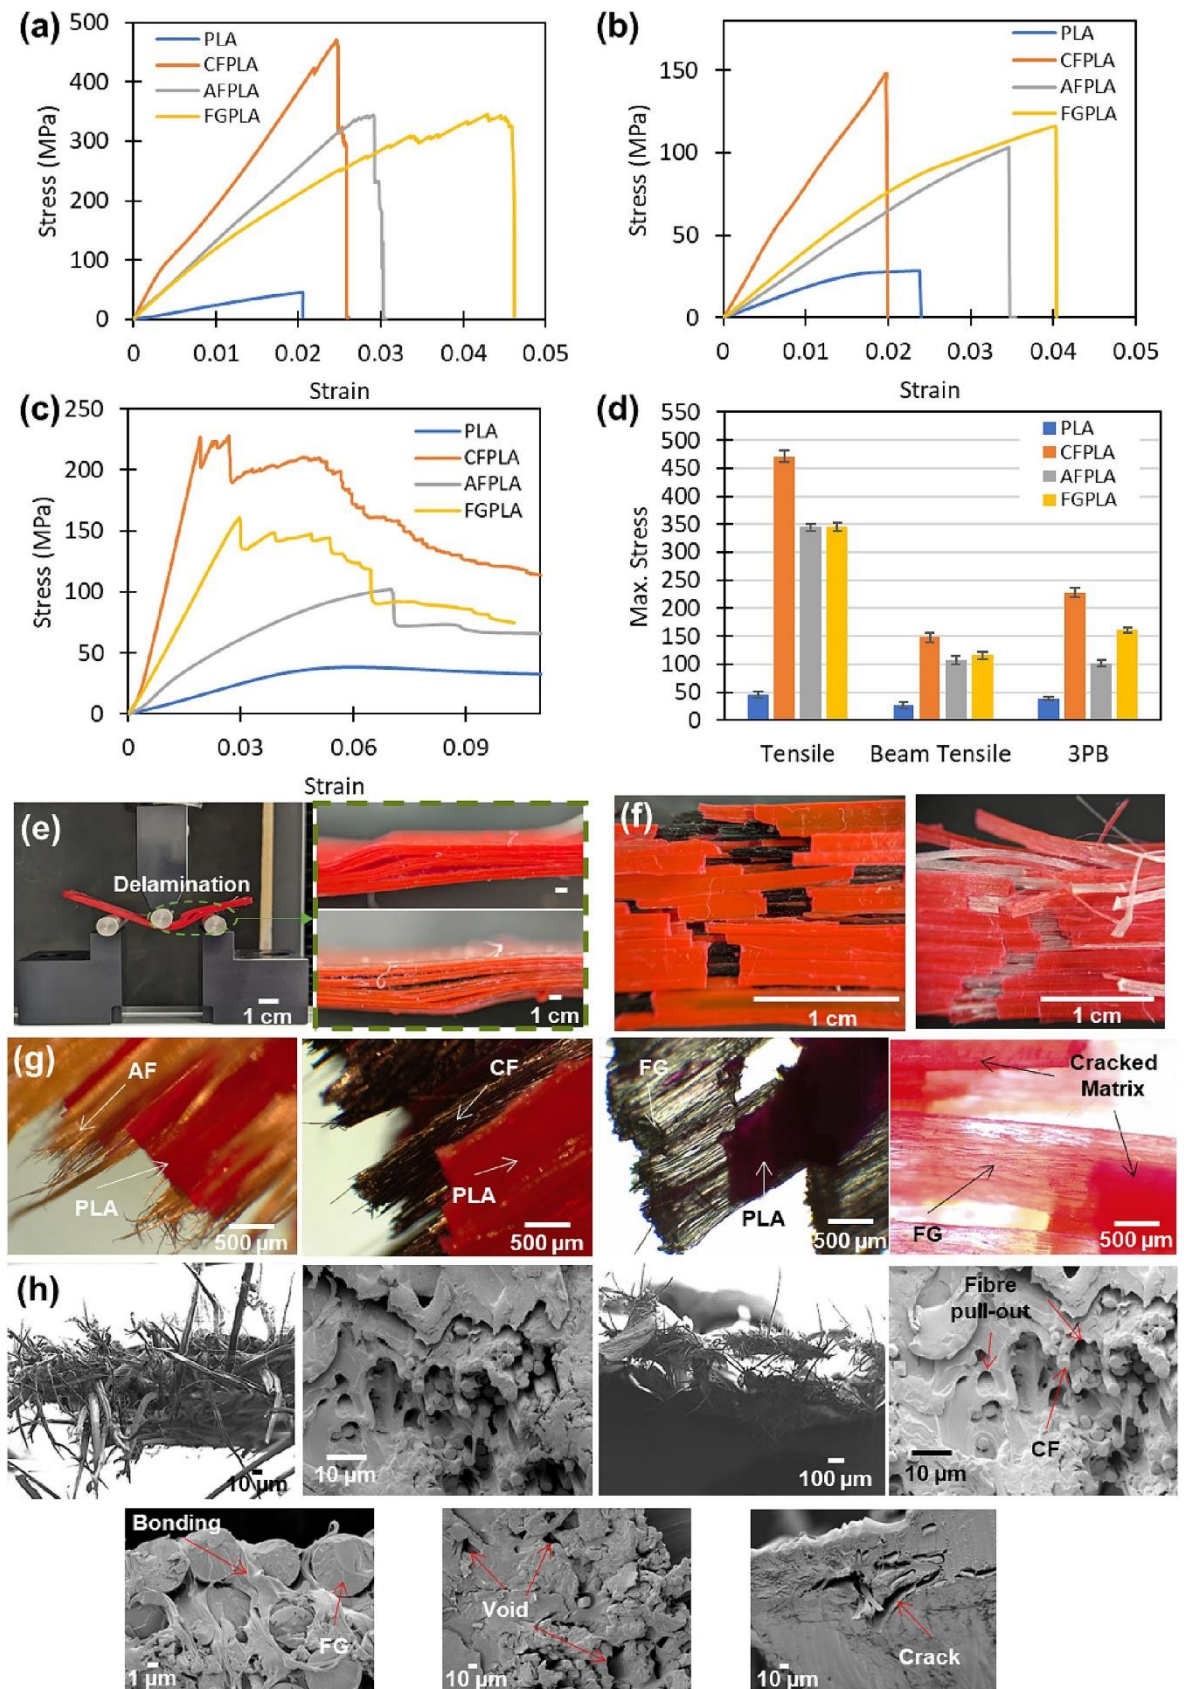 (a)
500
400
300
200
100
0
Stress (MPa)
PLA
CFPLA
AFPLA
FGPLA
0 0.01 0.02 0.03 0.04 0.05
Strain
(b)
150
100
50
0
Stress (MPa)
PLA
CFPLA
AFPLA
FGPLA
0 0.01 0.02 0.03 0.04 0.05
Strain
(c)
250
200
150
100
50
0
Stress (MPa)
PLA
CFPLA
AFPLA
FGPLA
0 0.03 0.06 0.09
Strain
(d)
550
500
450
400
350
300
250
200
150
100
50
0
Max. Stress
PLA
CFPLA
AFPLA
FGPLA
Tensile Beam Tensile 3PB
(e)
Delamination
1 cm
1 cm
(f)
1 cm
1 cm
(g)
AF
PLA
500 µm
CF
PLA
500 µm
FG
PLA
500 µm
Cracked
Matrix
FG
500 µm
(h)
10 µm
10 µm
100 µm
Fibre
pull-out
CF
10 µm
Bonding
FG
1 µm
Void
10 µm
Crack
10 µm